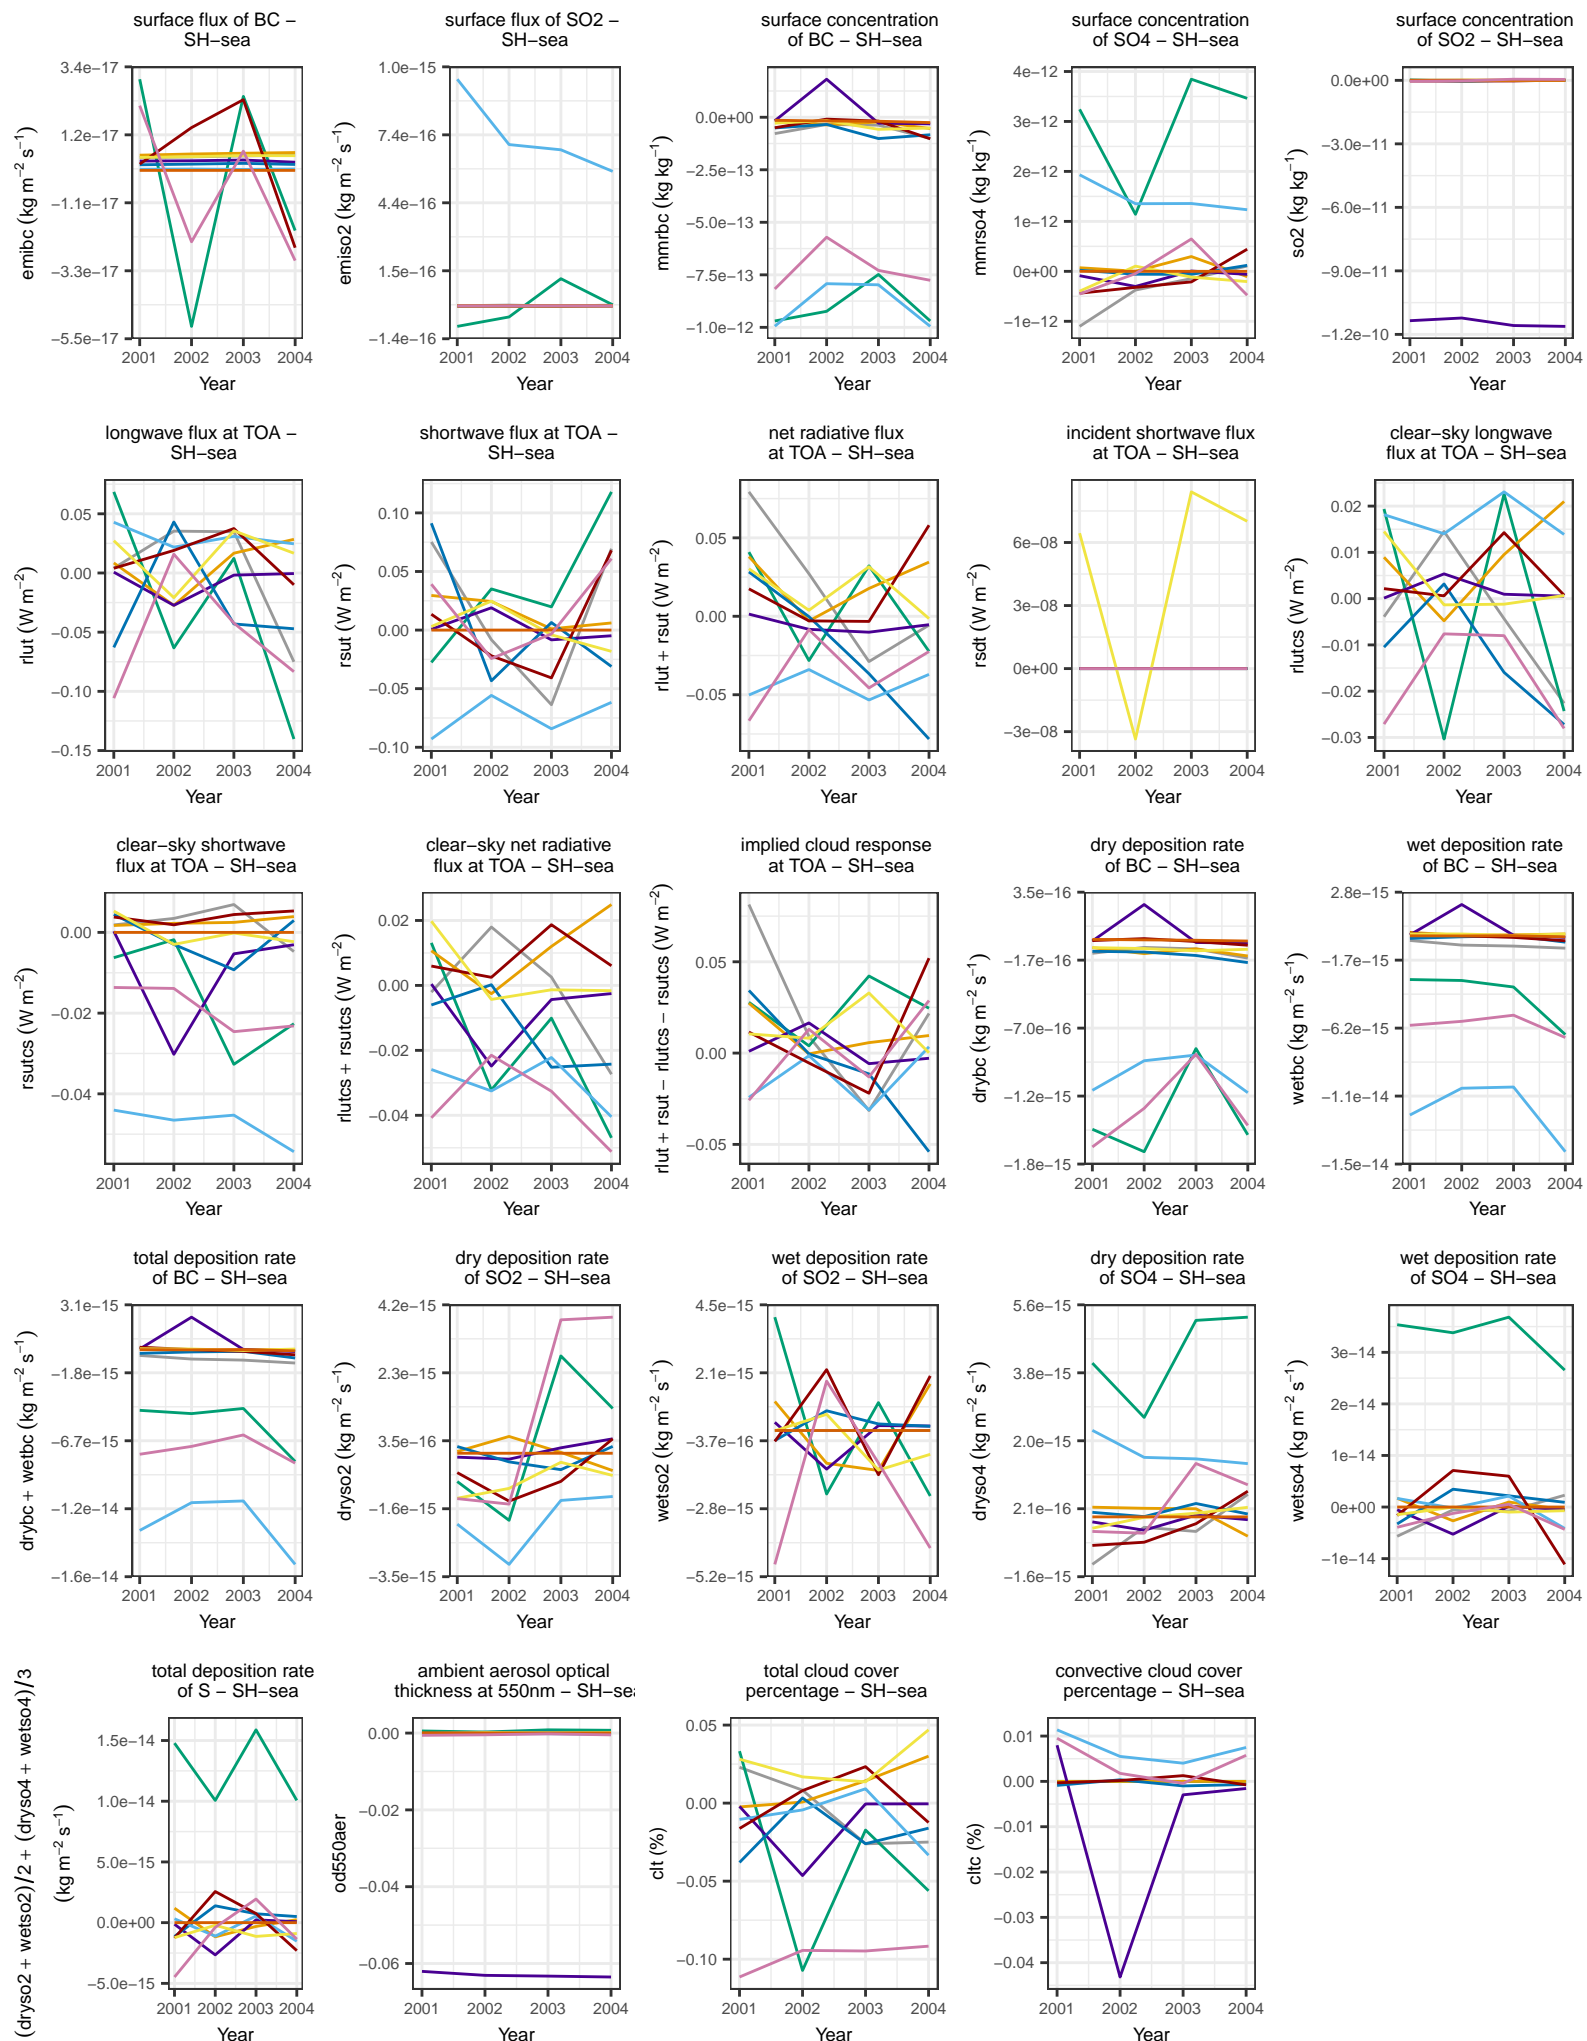 surface flux of BC −
SH−sea
3.4e−17
1.2e−17
−1.1e−17
−3.3e−17
−5.5e−17
emibc (kg m−2 s−1)
2001 2002 2003 2004
Year
surface flux of SO2 −
SH−sea
1.0e−15
7.4e−16
4.4e−16
1.5e−16
−1.4e−16
emiso2 (kg m−2 s−1)
2001 2002 2003 2004
Year
surface concentration
of BC − SH−sea
0.0e+00
−2.5e−13
−5.0e−13
−7.5e−13
−1.0e−12
mmrbc (kg kg−1)
2001 2002 2003 2004
Year
surface concentration
of SO4 − SH−sea
4e−12
3e−12
2e−12
1e−12
0e+00
−1e−12
mmrso4 (kg kg−1)
2001 2002 2003 2004
Year
surface concentration
of SO2 − SH−sea
0.0e+00
−3.0e−11
−6.0e−11
−9.0e−11
−1.2e−10
so2 (kg kg−1)
2001 2002 2003 2004
Year
longwave flux at TOA −
SH−sea
0.05
0.00
−0.05
−0.10
−0.15
rlut (W m−2)
2001 2002 2003 2004
Year
shortwave flux at TOA −
SH−sea
0.10
0.05
0.00
−0.05
−0.10
rsut (W m−2)
2001 2002 2003 2004
Year
net radiative flux
at TOA − SH−sea
0.05
0.00
−0.05
rlut + rsut (W m−2)
2001 2002 2003 2004
Year
incident shortwave flux
at TOA − SH−sea
6e−08
3e−08
0e+00
−3e−08
rsdt (W m−2)
2001 2002 2003 2004
Year
clear−sky longwave
flux at TOA − SH−sea
0.02
0.01
0.00
−0.01
−0.02
−0.03
rlutcs (W m−2)
2001 2002 2003 2004
Year
clear−sky shortwave
flux at TOA − SH−sea
0.00
−0.02
−0.04
rsutcs (W m−2)
2001 2002 2003 2004
Year
clear−sky net radiative
flux at TOA − SH−sea
0.02
0.00
−0.02
−0.04
rlutcs + rsutcs (W m−2)
2001 2002 2003 2004
Year
implied cloud response
at TOA − SH−sea
0.05
0.00
−0.05
rlut + rsut − rlutcs − rsutcs (W m−2)
2001 2002 2003 2004
Year
dry deposition rate
of BC − SH−sea
3.5e−16
−1.7e−16
−7.0e−16
−1.2e−15
−1.8e−15
drybc (kg m−2 s−1)
2001 2002 2003 2004
Year
wet deposition rate
of BC − SH−sea
2.8e−15
−1.7e−15
−6.2e−15
−1.1e−14
−1.5e−14
wetbc (kg m−2 s−1)
2001 2002 2003 2004
Year
total deposition rate
of BC − SH−sea
3.1e−15
−1.8e−15
−6.7e−15
−1.2e−14
−1.6e−14
drybc + wetbc (kg m−2 s−1)
2001 2002 2003 2004
Year
dry deposition rate
of SO2 − SH−sea
4.2e−15
2.3e−15
3.5e−16
−1.6e−15
−3.5e−15
dryso2 (kg m−2 s−1)
2001 2002 2003 2004
Year
wet deposition rate
of SO2 − SH−sea
4.5e−15
2.1e−15
−3.7e−16
−2.8e−15
−5.2e−15
wetso2 (kg m−2 s−1)
2001 2002 2003 2004
Year
dry deposition rate
of SO4 − SH−sea
5.6e−15
3.8e−15
2.0e−15
2.1e−16
−1.6e−15
dryso4 (kg m−2 s−1)
2001 2002 2003 2004
Year
wet deposition rate
of SO4 − SH−sea
3e−14
2e−14
1e−14
0e+00
−1e−14
wetso4 (kg m−2 s−1)
2001 2002 2003 2004
Year
total deposition rate
of S − SH−sea
1.5e−14
1.0e−14
5.0e−15
0.0e+00
−5.0e−15
(dryso2 + wetso2)/2 + (dryso4 + wetso4)/3
(kg m−2 s−1)
2001 2002 2003 2004
Year
ambient aerosol optical
thickness at 550nm − SH−sea
0.00
−0.02
−0.04
−0.06
od550aer
2001 2002 2003 2004
Year
total cloud cover
percentage − SH−sea
0.05
0.00
−0.05
−0.10
clt (%)
2001 2002 2003 2004
Year
convective cloud cover
percentage − SH−sea
0.01
0.00
−0.01
−0.02
−0.03
−0.04
cltc (%)
2001 2002 2003 2004
Year